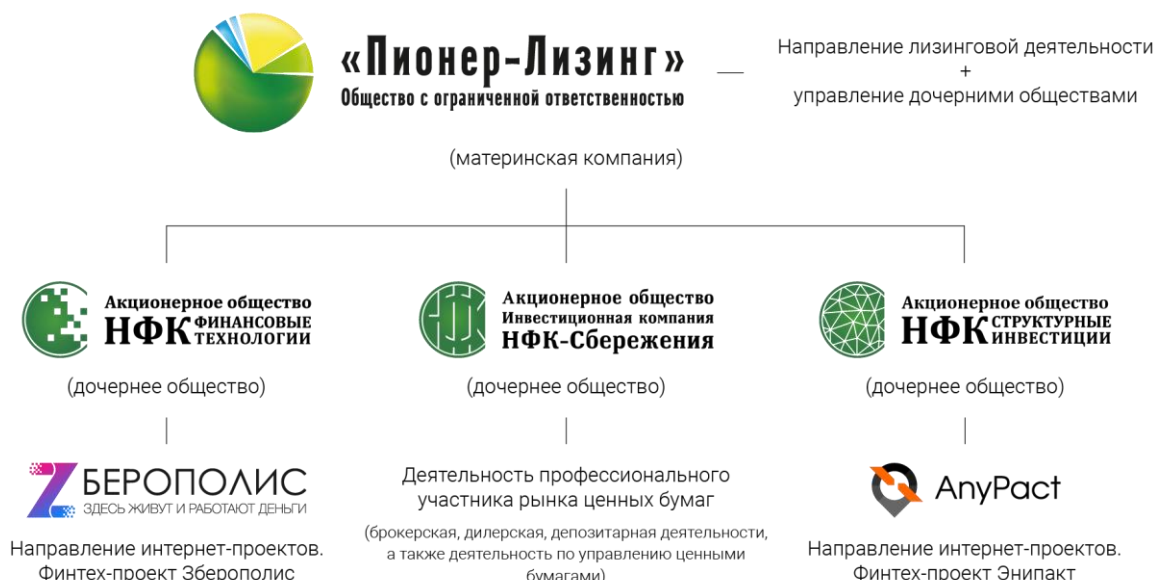 «Пионер-Лизинг»
Общество с ограниченной ответственностью
Направление лизинговой деятельности
+
управление дочерними обществами
(материнская компания)
Акционерное общество
НФК ФИНАНСОВЫЕ
ТЕХНОЛОГИИ
(дочернее общество)
ZБЕРОПОЛИС
ЗДЕСЬ ЖИВУТ И РАБОТАЮТ ДЕНЬГИ
Направление интернет-проектов.
Финтех-проект Зберополис
Акционерное общество
Инвестиционная компания
НФК-Сбережения
(дочернее общество)
Деятельность профессионального
участника рынка ценных бумаг
(брокерская, дилерская, депозитарная деятельности,
а также деятельность по управлению ценными
бумагами)
Акционерное общество
НФК СТРУКТУРНЫЕ
ИНВЕСТИЦИИ
(дочернее общество)
AnyPact
Направление интернет-проектов.
Финтех-проект Энипакт